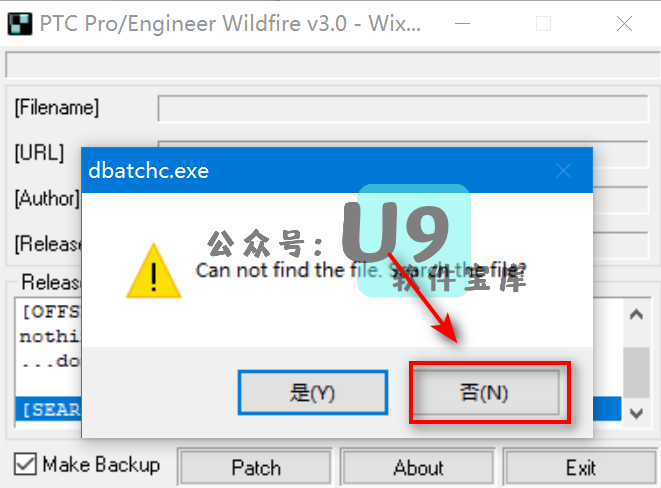 PTC Pro/Engineer Wildfire v3.0 - Wix...
[Filename]
[URL]
[Author]
[Releas
dbatchc.exe
公众号：U9
软件宝库
Can not find the file. Search the file?
是(Y)
否(N)
Releas
[OFFS
nothi
...do
[SEAR
Make Backup
Patch
About
Exit